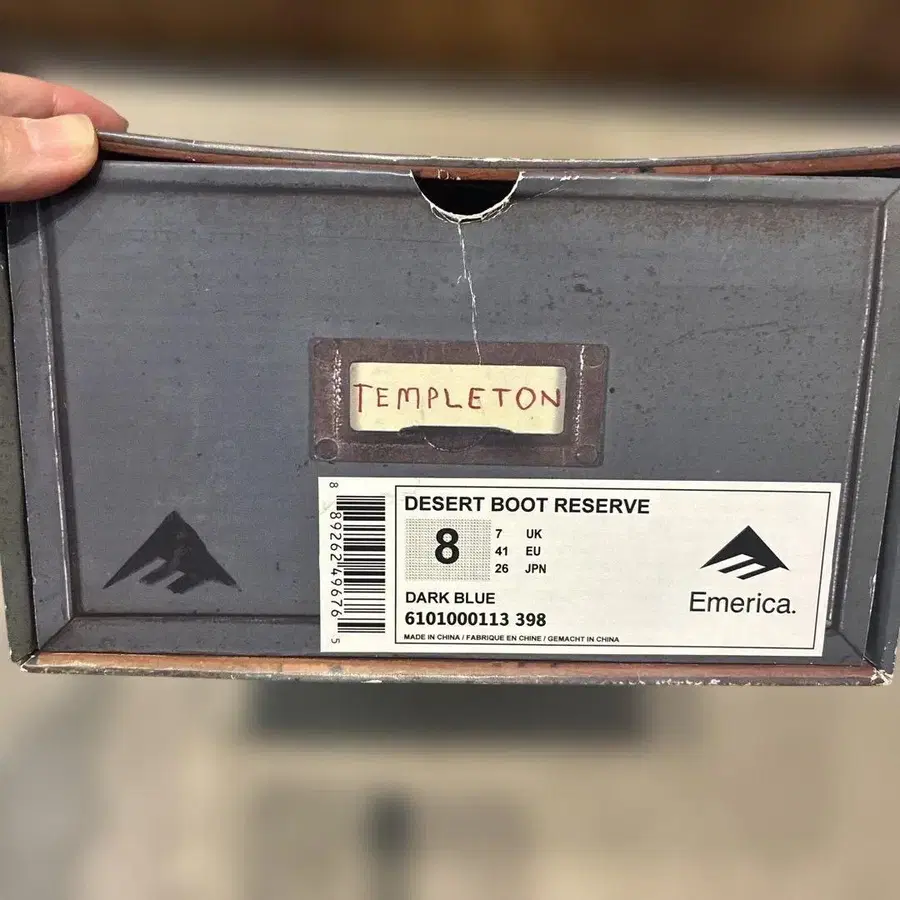 TEMPLETON
DESERT BOOT RESERVE
8
7 UK
41 EU
26 JPN
DARK BLUE
6101000113 398
MADE IN CHINA / FABRIQUE EN CHINE / GEMACHT IN CHINA
Emerica.
8 89262 49676 5